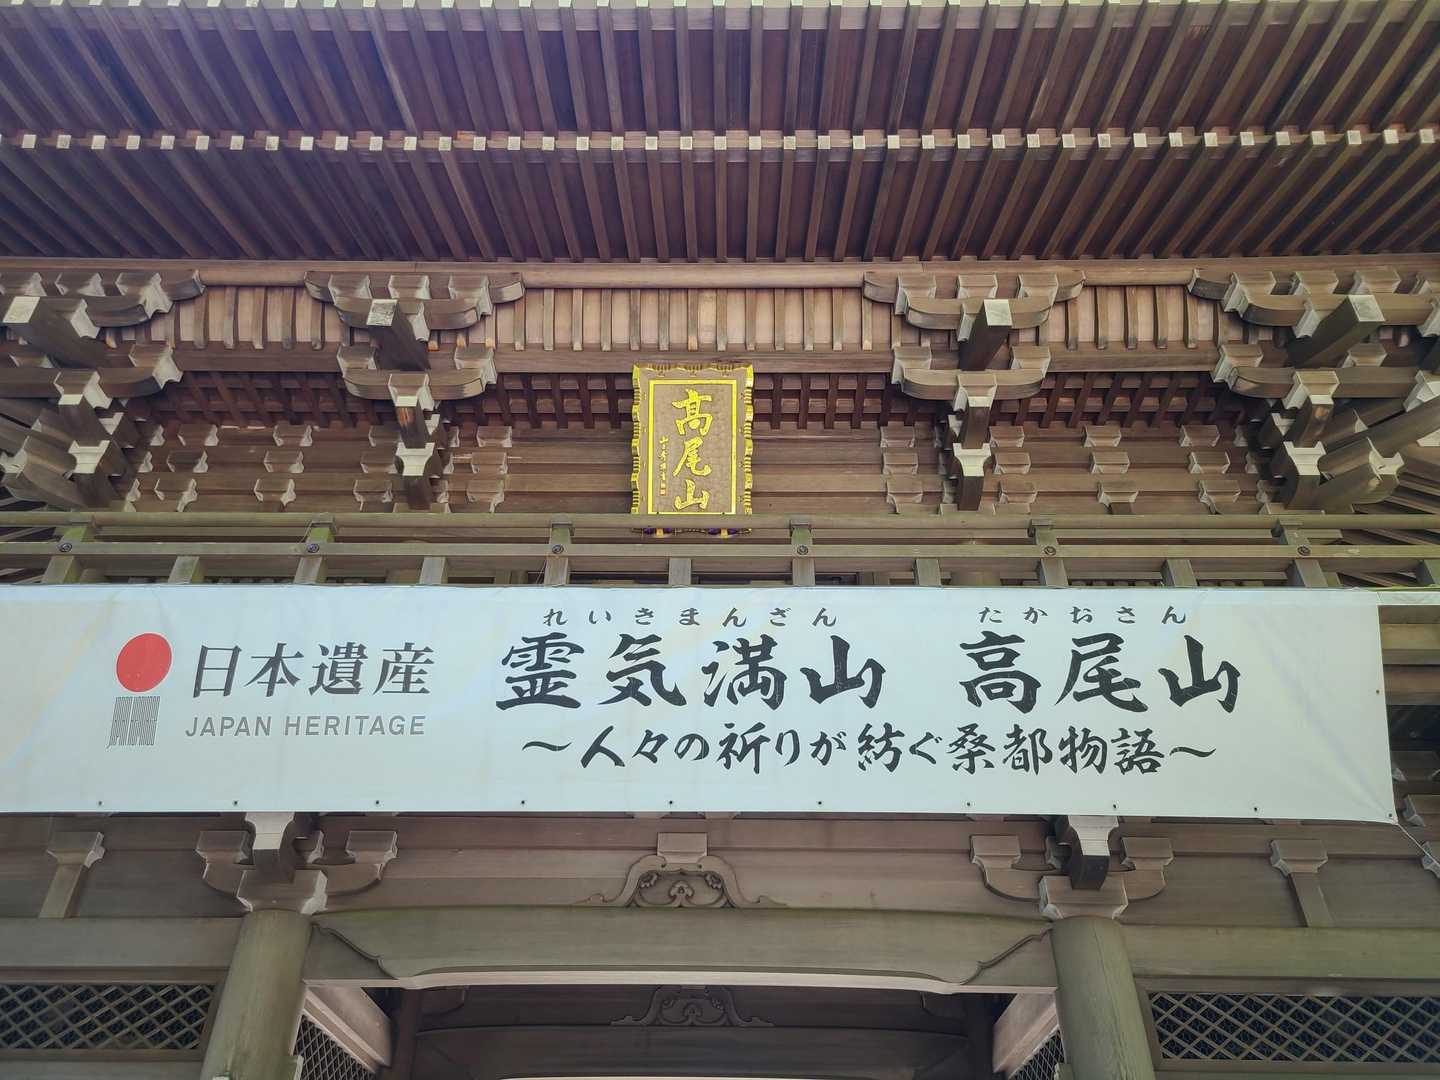 高尾山
日本遺産
JAPAN HERITAGE
れいきまんざん たかおさん
霊気満山 高尾山
～人々の祈りが紡ぐ桑都物語～